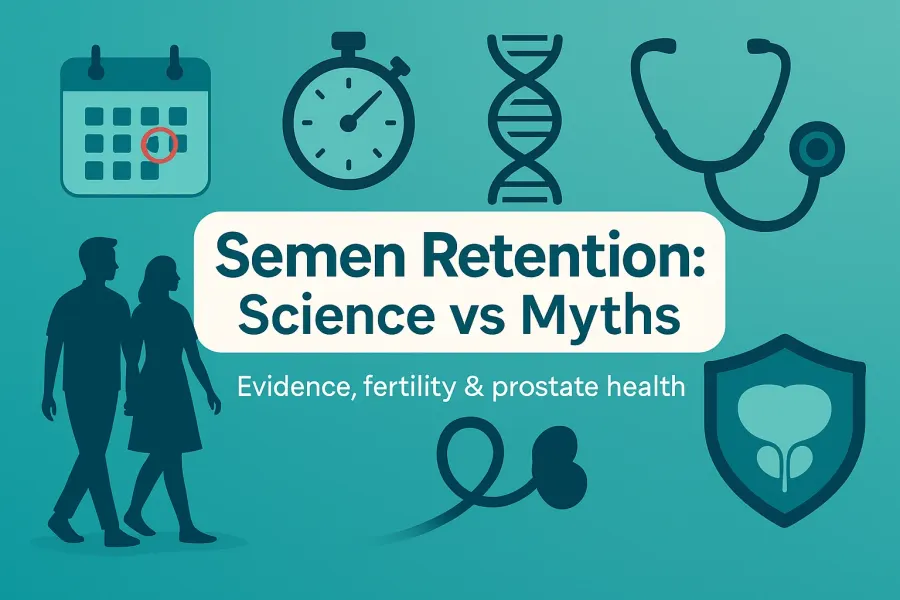 Semen Retention:
Science vs Myths
Evidence, fertility & prostate health